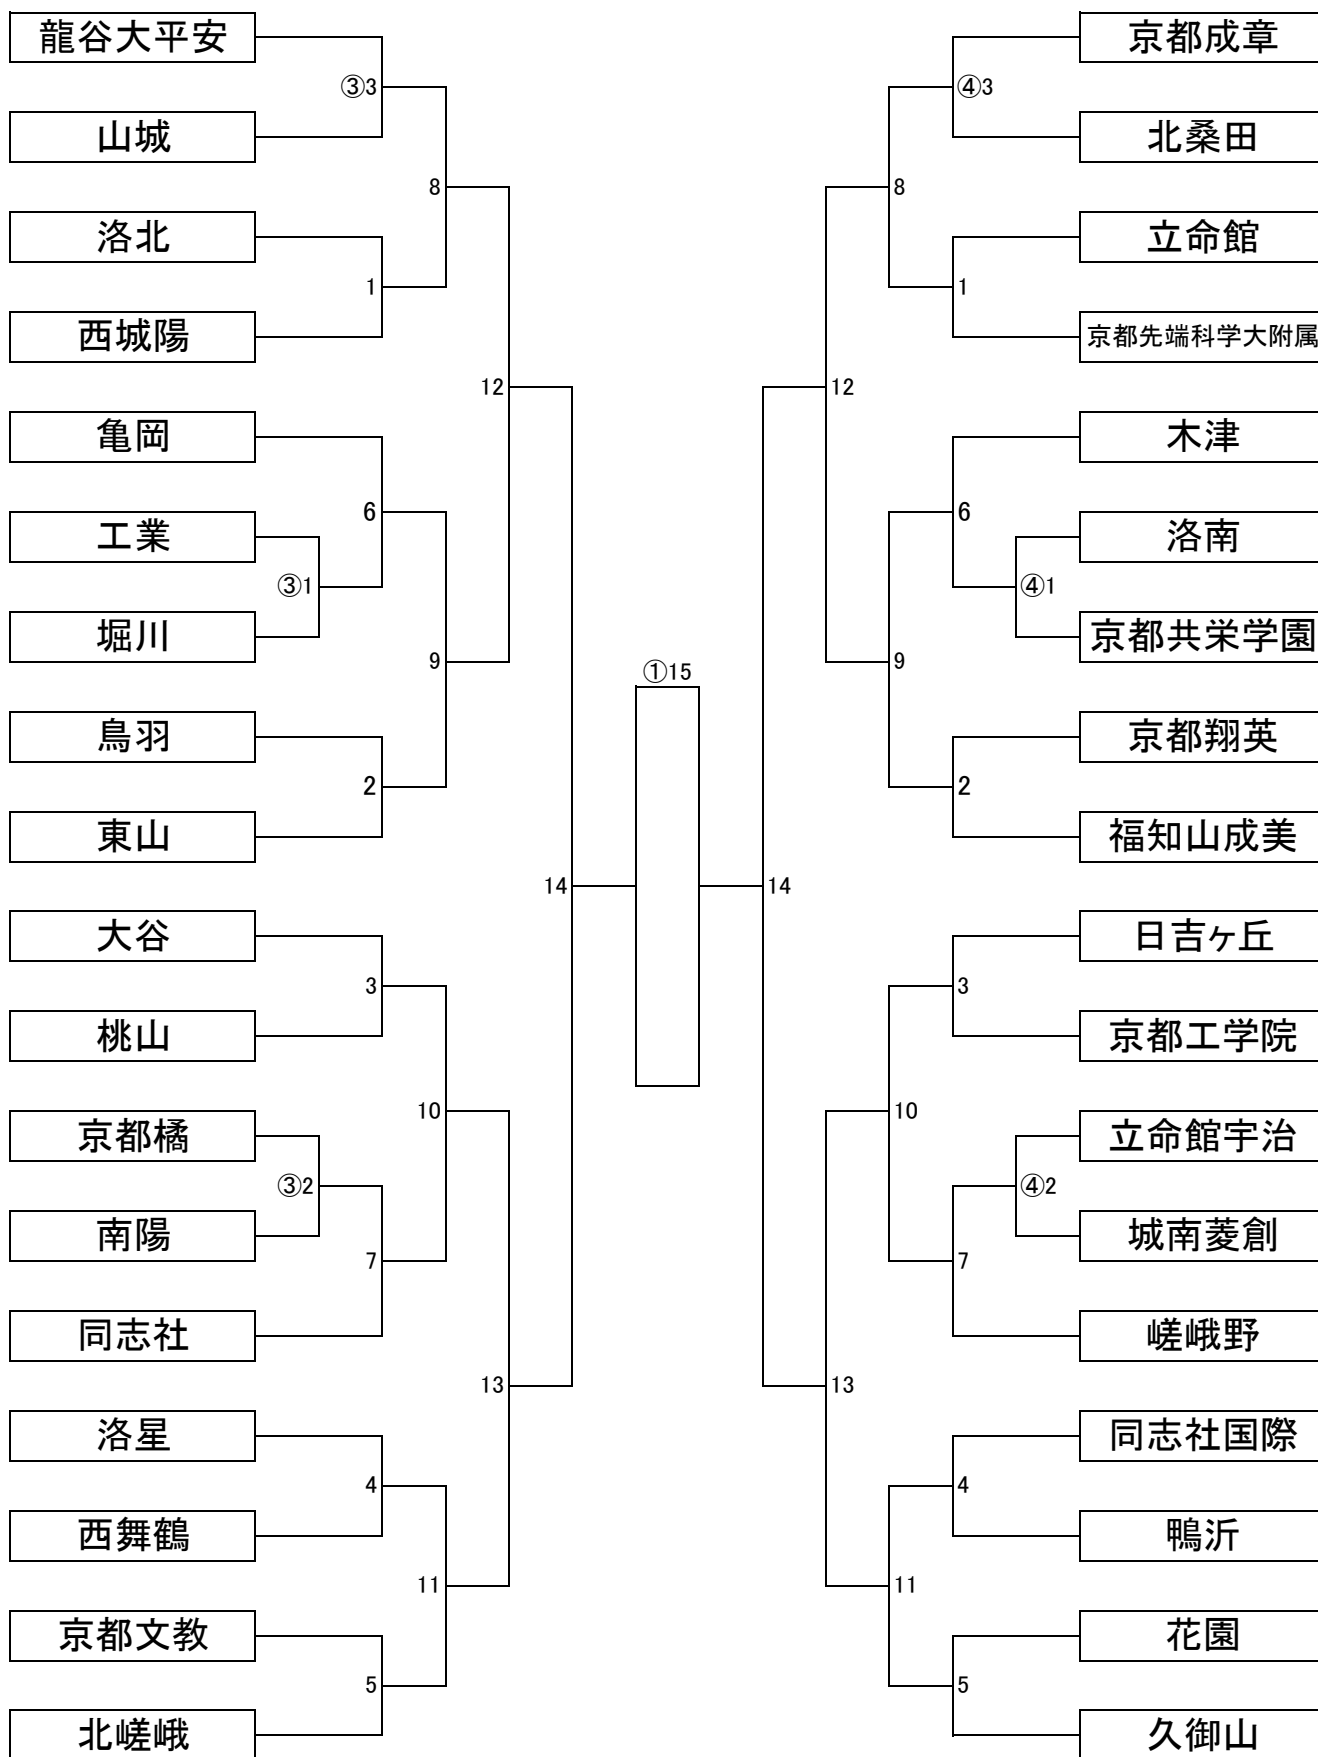 龍谷大平安
③3
山城
8
洛北
1
西城陽
12
亀岡
6
工業
③1
堀川
9
鳥羽
2
東山
14
大谷
3
桃山
10
京都橘
③2
南陽
7
同志社
13
洛星
4
西舞鶴
11
京都文教
5
北嵯峨
①15
京都成章
④3
北桑田
8
立命館
1
京都先端科学大附属
12
木津
6
洛南
④1
京都共栄学園
9
京都翔英
2
福知山成美
14
日吉ヶ丘
3
京都工学院
10
立命館宇治
④2
城南菱創
7
嵯峨野
13
同志社国際
4
鴨沂
11
花園
5
久御山